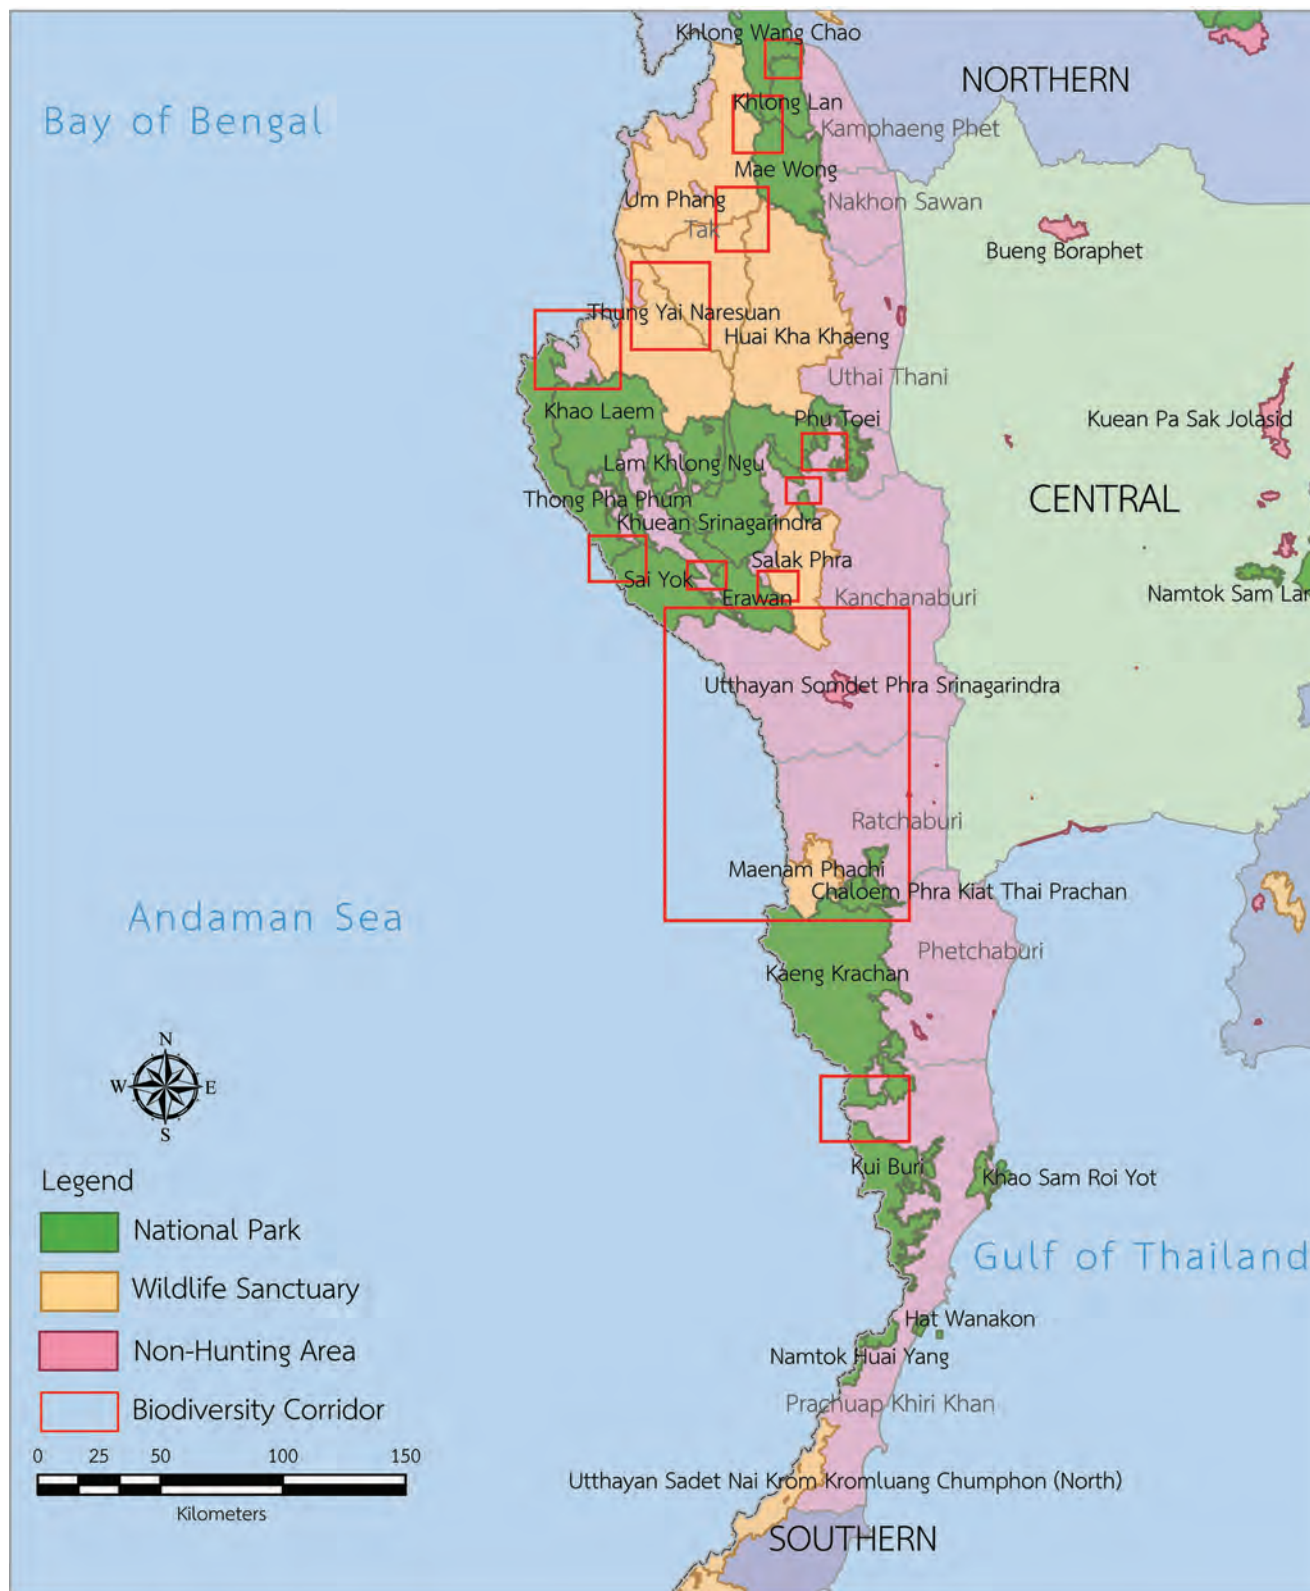 Khlong Wang Chao
NORTHERN
Khlong Lan
Bay of Bengal
Kamphaeng Phet
Mae Wong
Um Phang
Nakhon Sawan
Tak
Bueng Boraphet
Thung Yai Naresuan
Huai Kha Khaeng
Uthai Thani
Khao Laem
Phu Toei
Kuean Pa Sak Jolasid
Lam Khlong Ngu
Thong Pha Phum
CENTRAL
Khuean Srinagarindra
Salak Phra
Sai Yok
Erawan
Kanchanaburi
Namtok Sam Lan
Utthayan Somdet Phra Srinagarindra
Ratchaburi
Maenam Phachi
Chaloem Phra Kiat Thai Prachan
Andaman Sea
Phetchaburi
Kaeng Krachan
N
W
E
S
Kui Buri
Khao Sam Roi Yot
Legend
National Park
Gulf of Thailand
Wildlife Sanctuary
Hat Wanakon
Non-Hunting Area
Namtok Huai Yang
Prachuap Khiri Khan
Biodiversity Corridor
0 25 50 100 150
Kilometers
Utthayan Sadet Nai Krom Kromluang Chumphon (North)
SOUTHERN